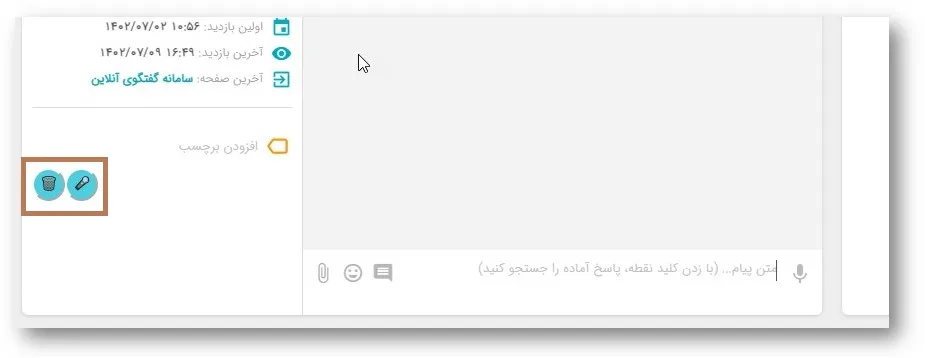 اولین بازدید: ۱۴۰۲/۰۷/۰۲ ۱۰:۵۶
آخرین بازدید: ۱۴۰۲/۰۷/۰۹ ۱۶:۴۹
آخرین صفحه: سامانه گفتگوی آنلاین
افزودن برچسب
متن پیام... (با زدن کلید نقطه، پاسخ آماده را جستجو کنید)